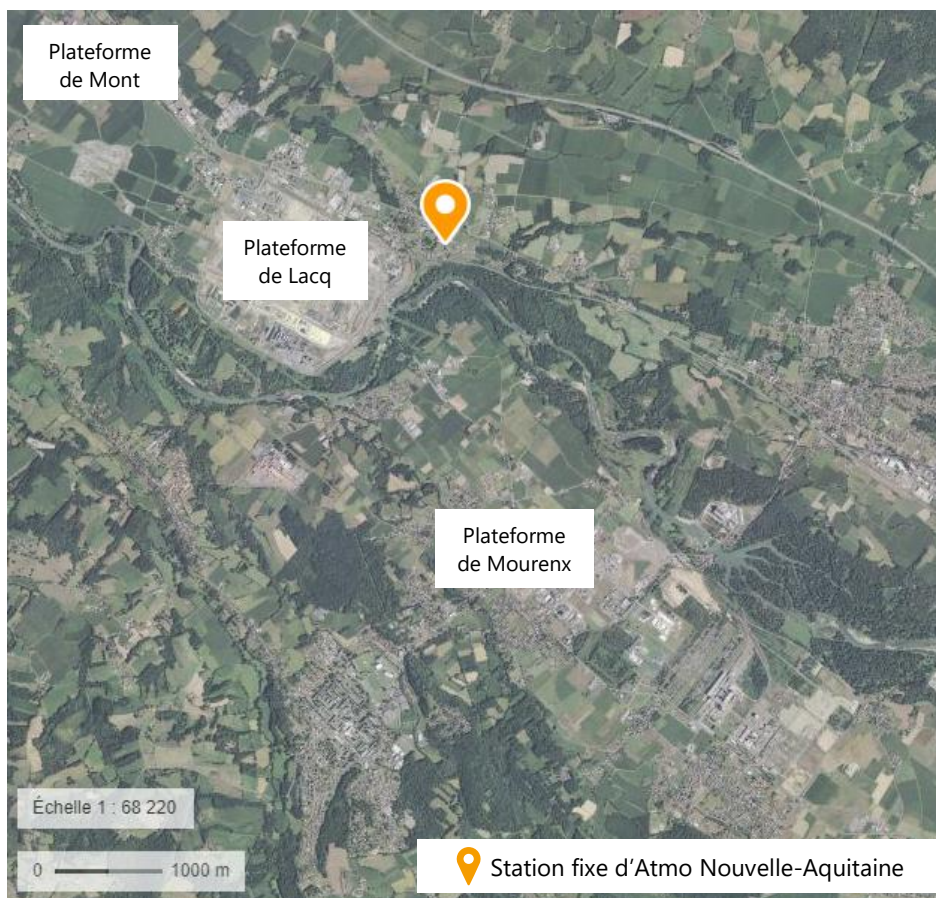 Plateforme
de Mont
Plateforme
de Lacq
Plateforme
de Mourenx
Échelle 1 : 68 220
0 1000 m
Station fixe d'Atmo Nouvelle-Aquitaine